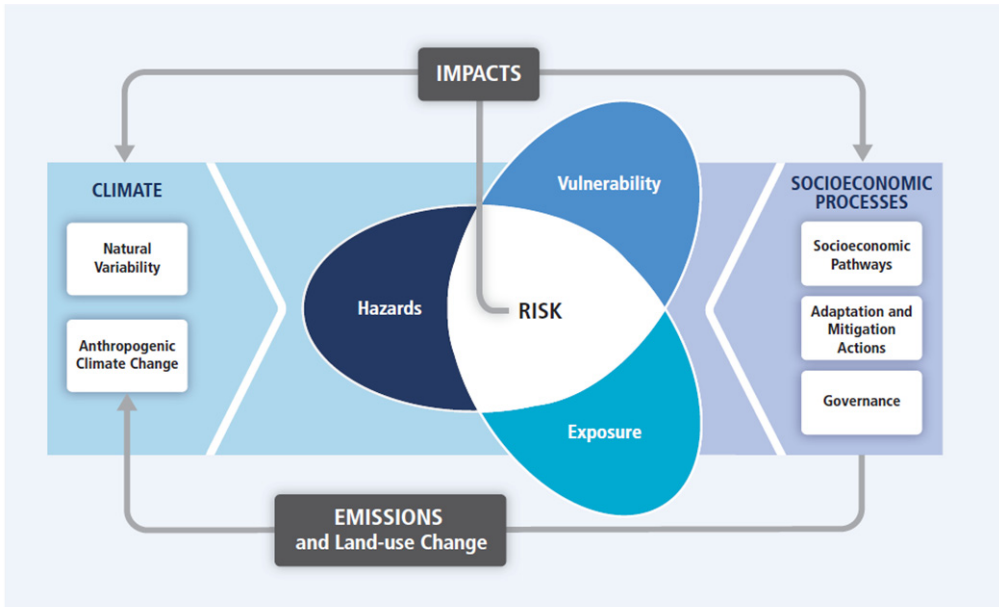 IMPACTS
CLIMATE
Natural
Variability
Anthropogenic
Climate Change
Vulnerability
Hazards
RISK
Exposure
SOCIOECONOMIC
PROCESSES
Socioeconomic
Pathways
Adaptation and
Mitigation
Actions
Governance
EMISSIONS
and Land-use Change